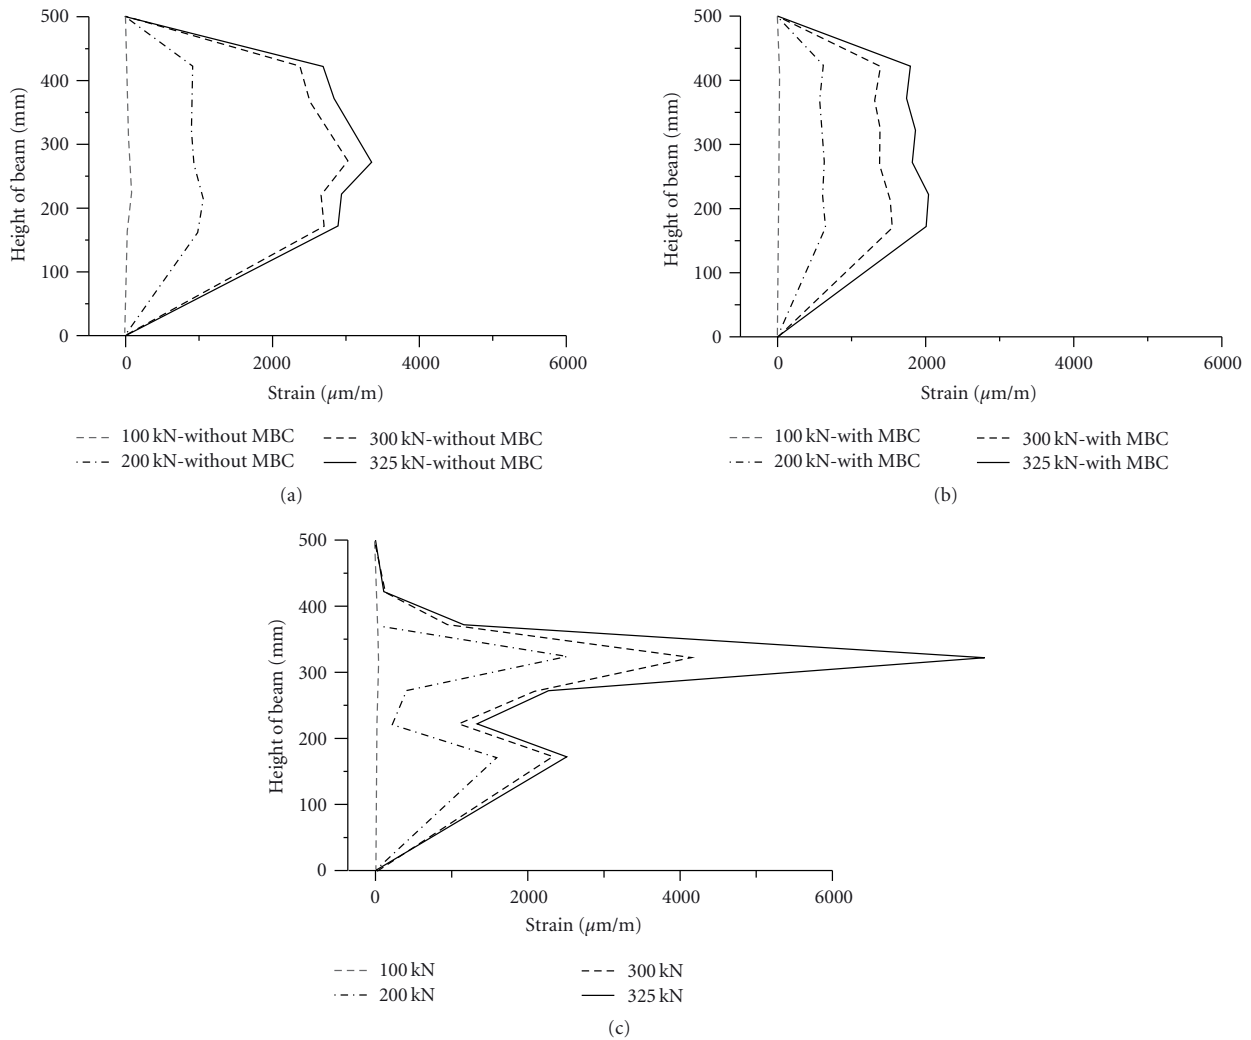 500
400
300
200
100
0
Height of beam (mm)
0
2000
4000
6000
Strain (μm/m)
100 kN-without MBC
200 kN-without MBC
300 kN-without MBC
325 kN-without MBC
(a)
500
400
300
200
100
0
Height of beam (mm)
0
2000
4000
6000
Strain (μm/m)
100 kN-with MBC
200 kN-with MBC
300 kN-with MBC
325 kN-with MBC
(b)
500
400
300
200
100
0
Height of beam (mm)
0
2000
4000
6000
Strain (μm/m)
100 kN
200 kN
300 kN
325 kN
(c)